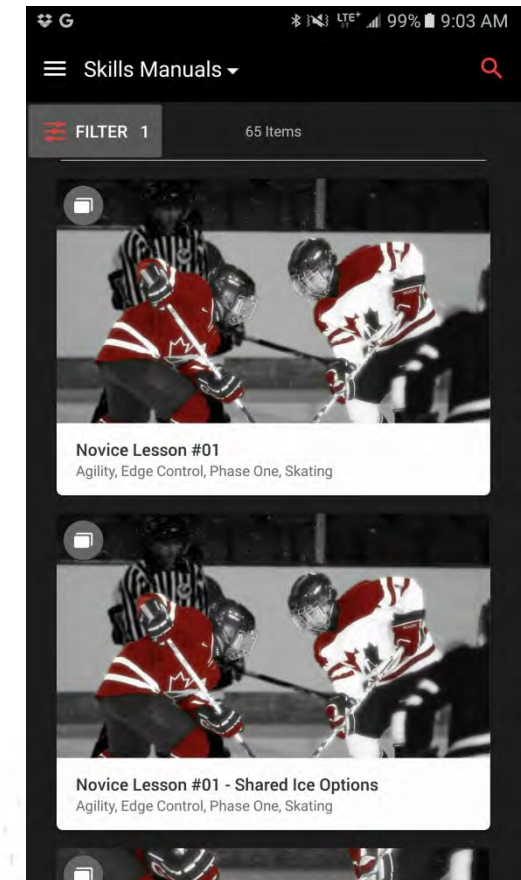 G LTE+ 99% 9:03 AM
Skills Manuals
FILTER 1 65 Items
Novice Lesson #01
Agility, Edge Control, Phase One, Skating
Novice Lesson #01 - Shared Ice Options
Agility, Edge Control, Phase One, Skating